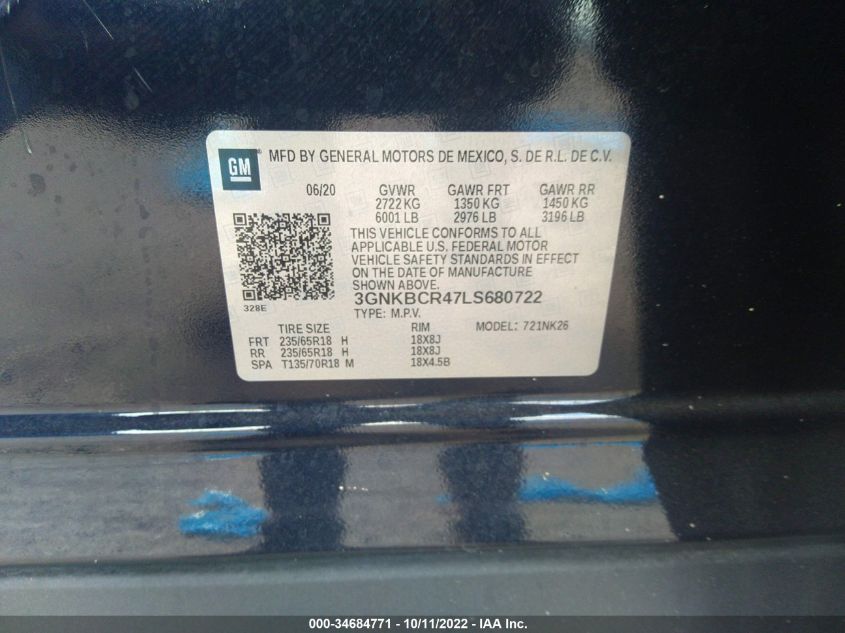 GM ® MFD BY GENERAL MOTORS DE MEXICO, S. DE R.L. DE C.V.
06/20 GVWR GAWR FRT GAWR RR
2722 KG 1350 KG 1450 KG
6001 LB 2976 LB 3196 LB
THIS VEHICLE CONFORMS TO ALL
APPLICABLE U.S. FEDERAL MOTOR
VEHICLE SAFETY STANDARDS IN EFFECT
ON THE DATE OF MANUFACTURE
SHOWN ABOVE.
3GNKBCR47LS680722
328E
TYPE: M.P.V.
TIRE SIZE RIM MODEL: 721NK26
FRT 235/65R18 H 18X8J
RR 235/65R18 H 18X8J
SPA T135/70R18 M 18X4.5B
000-34684771 - 10/11/2022 - IAA Inc.